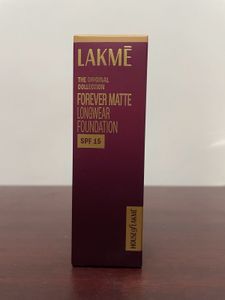 LAKMĒ
THE ORIGINAL
COLLECTION
FOREVER MATTE
LONGWEAR
FOUNDATION
SPF 15
HOUSE OF LAKMĒ